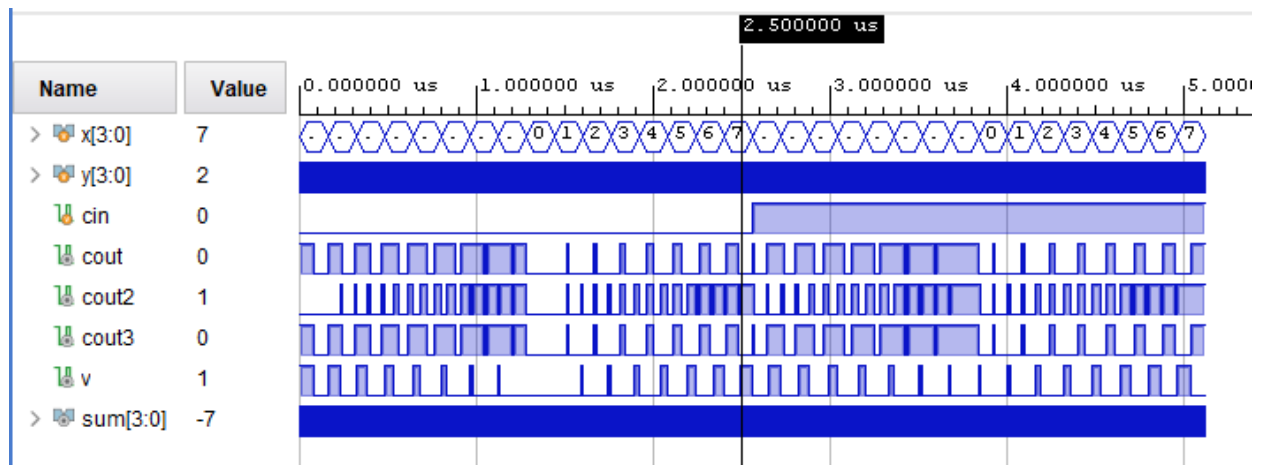 2.500000 us
Name Value 0.000000 us 1.000000 us 2.000000 us 3.000000 us 4.000000 us 5.000
x[3:0] 7 . . . . . . . . 0 1 2 3 4 5 6 7 . . . . . . . . 0 1 2 3 4 5 6 7
y[3:0] 2
cin 0
cout 0
cout2 1
cout3 0
v 1
sum[3:0] -7